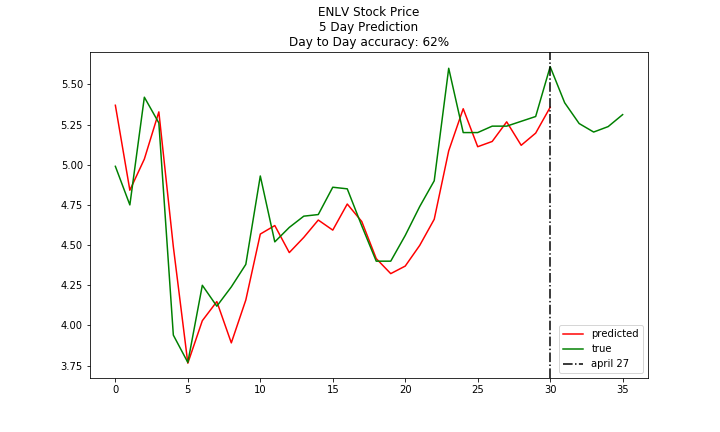 ENLV Stock Price
5 Day Prediction
Day to Day accuracy: 62%
5.50
5.25
5.00
4.75
4.50
4.25
4.00
3.75
0 5 10 15 20 25 30 35
predicted
true
april 27